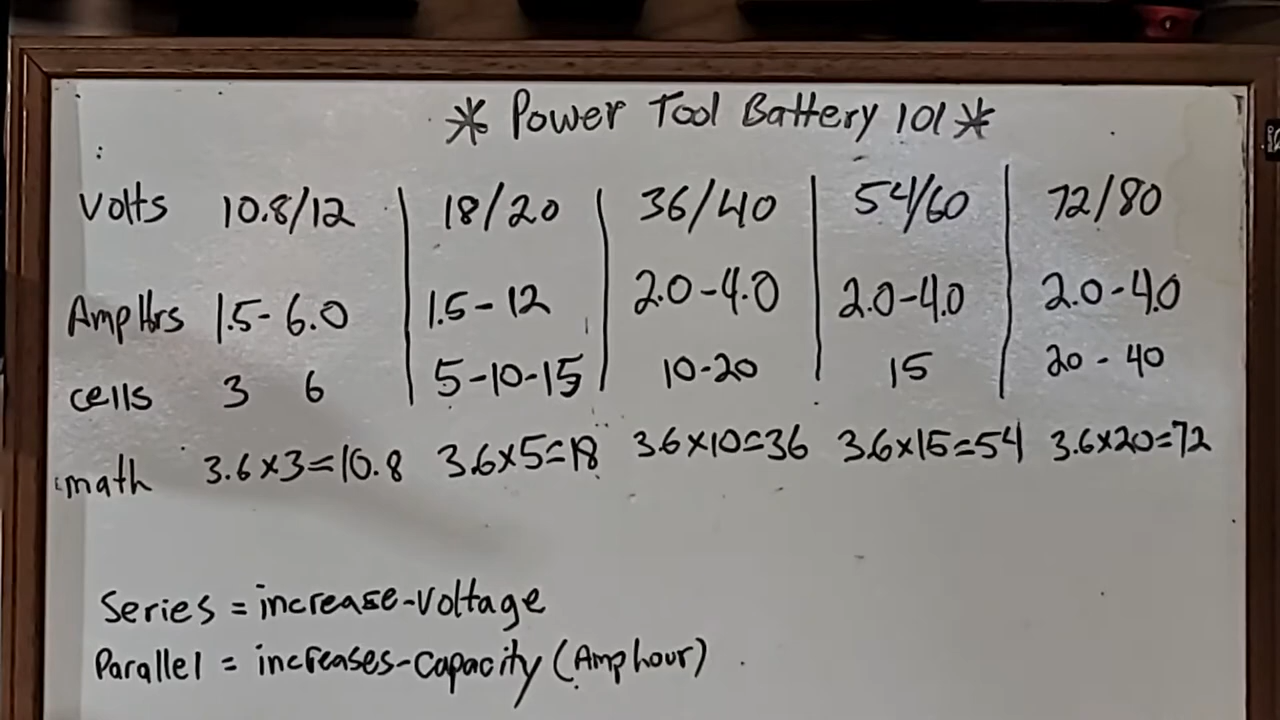 * Power Tool Battery 101 *
Volts 10.8/12 | 18/20 | 36/40 | 54/60 | 72/80
AmpHrs 1.5-6.0 | 1.5-12 | 2.0-4.0 | 2.0-4.0 | 2.0-4.0
cells 3 6 | 5-10-15 | 10-20 | 15 | 20-40
math 3.6x3=10.8 3.6x5=18 3.6x10=36 3.6x15=54 3.6x20=72
Series = increase-voltage
Parallel = increases-capacity (Amp hour)